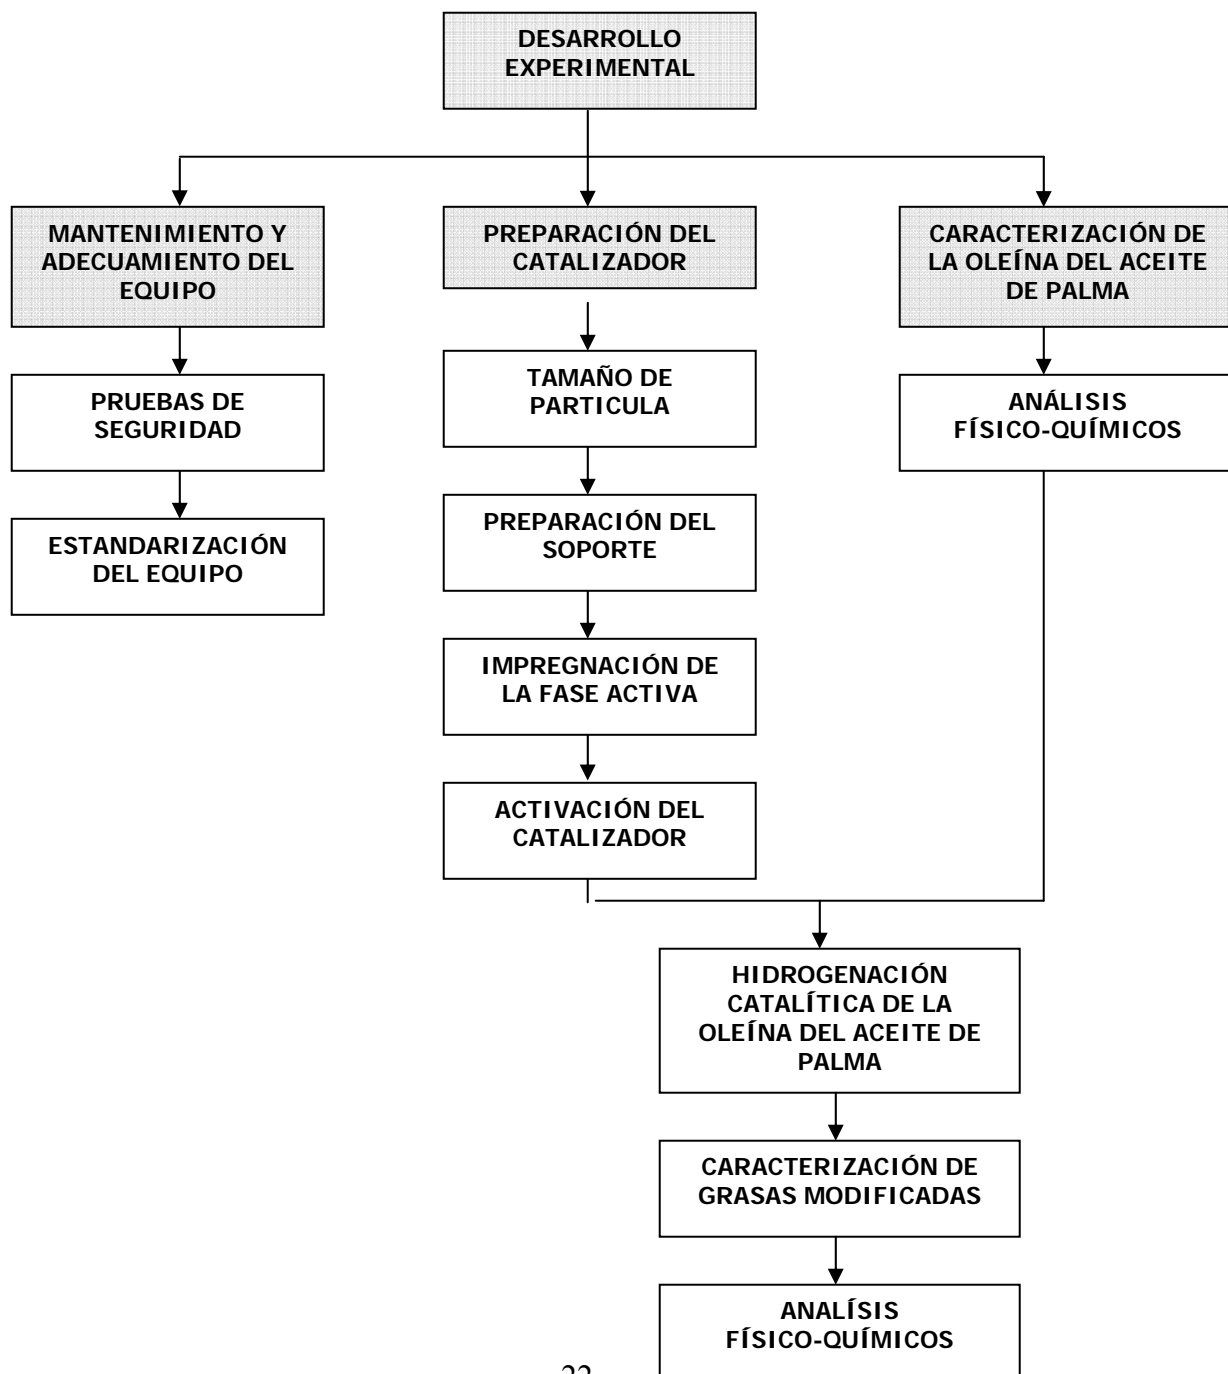 DESARROLLO
EXPERIMENTAL
MANTENIMIENTO Y
ADECUAMIENTO DEL
EQUIPO
PREPARACIÓN DEL
CATALIZADOR
CARACTERIZACIÓN DE
LA OLEÍNA DEL ACEITE
DE PALMA
PRUEBAS DE
SEGURIDAD
TAMAÑO DE
PARTICULA
ANÁLISIS
FÍSICO-QUÍMICOS
ESTANDARIZACIÓN
DEL EQUIPO
PREPARACIÓN DEL
SOPORTE
IMPREGNACIÓN DE
LA FASE ACTIVA
ACTIVACIÓN DEL
CATALIZADOR
HIDROGENACIÓN
CATALÍTICA DE LA
OLEÍNA DEL ACEITE DE
PALMA
CARACTERIZACIÓN DE
GRASAS MODIFICADAS
ANALÍSIS
FÍSICO-QUÍMICOS